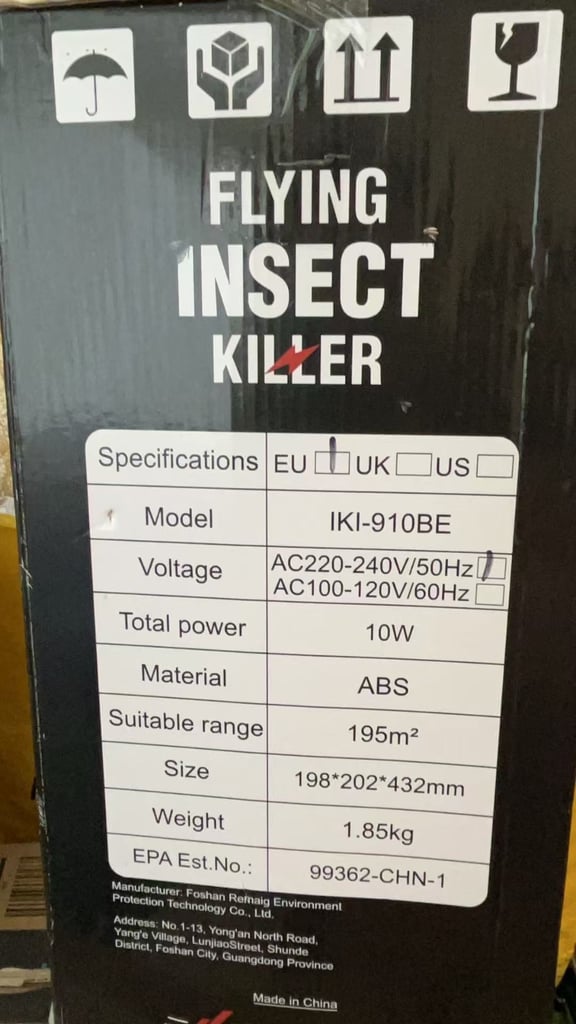 FLYING
INSECT
KILLER
Specifications EU UK US
Model IKI-910BE
Voltage AC220-240V/50Hz
AC100-120V/60Hz
Total power 10W
Material ABS
Suitable range 195m²
Size 198*202*432mm
Weight 1.85kg
EPA Est.No.: 99362-CHN-1
Manufacturer: Foshan Remaig Environment
Protection Technology Co., Ltd.
Address: No.1-13, Yong'an North Road,
Yang'e Village, LunjiaoStreet, Shunde
District, Foshan City, Guangdong Province
Made in China